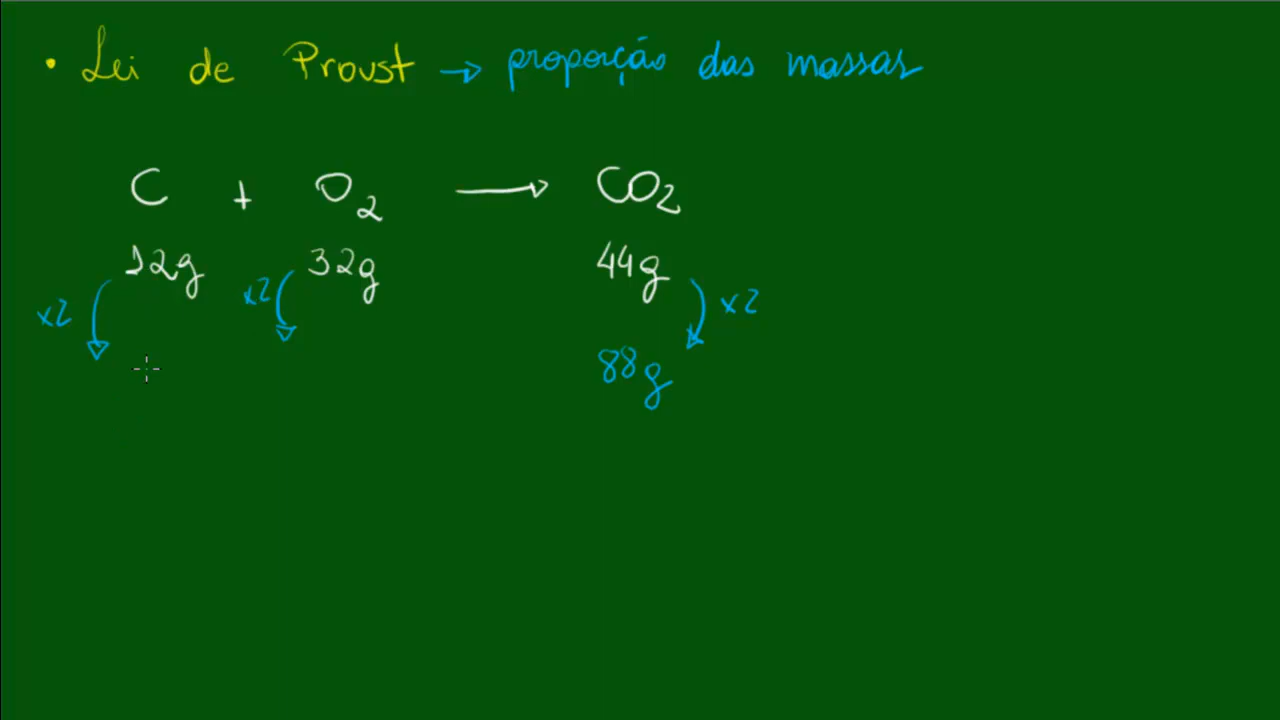 • Lei de Proust → proporção das massas
C + O2 → CO2
12g 32g 44g
x2 x2 x2
88g